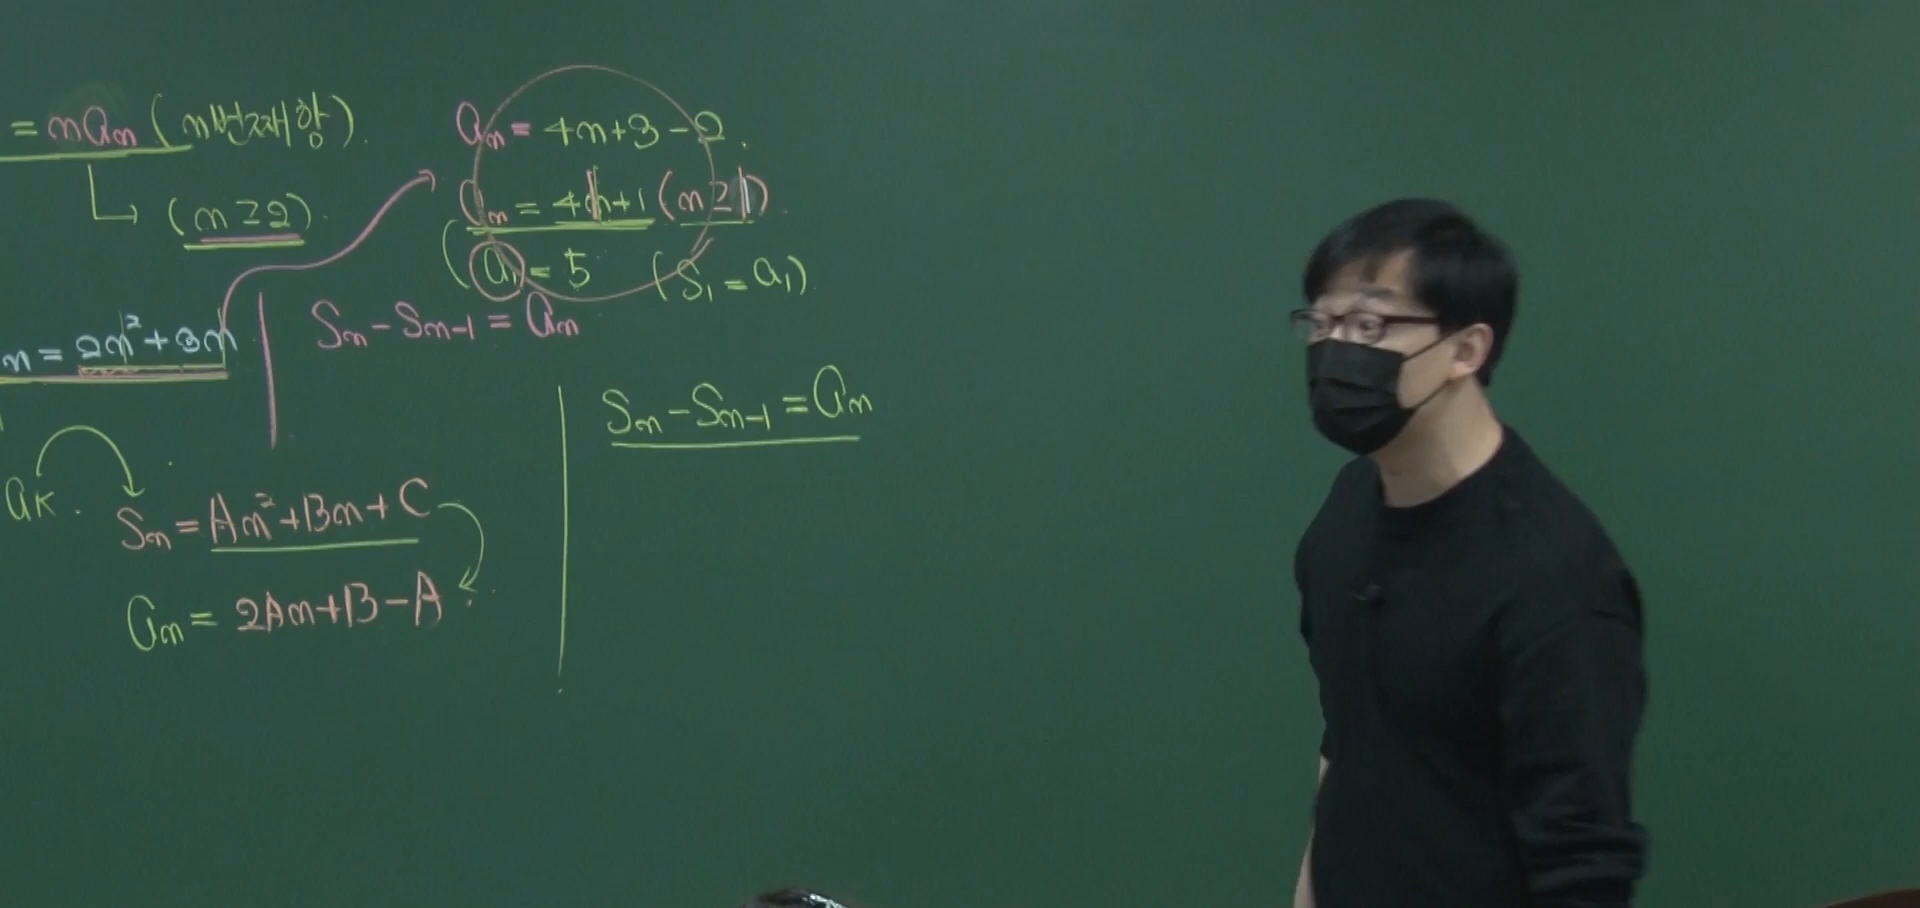 = nan (n번째 항).
(n ≥ 2).
an = 4n+3-2.
an = 4n+1 (n ≥ 1).
(a1 = 5 (S1 = a1).
n = 2n²+3n
Sn - Sn-1 = an
Sn - Sn-1 = an
ak.
Sn = An²+Bn+C
an = 2An+B-A.